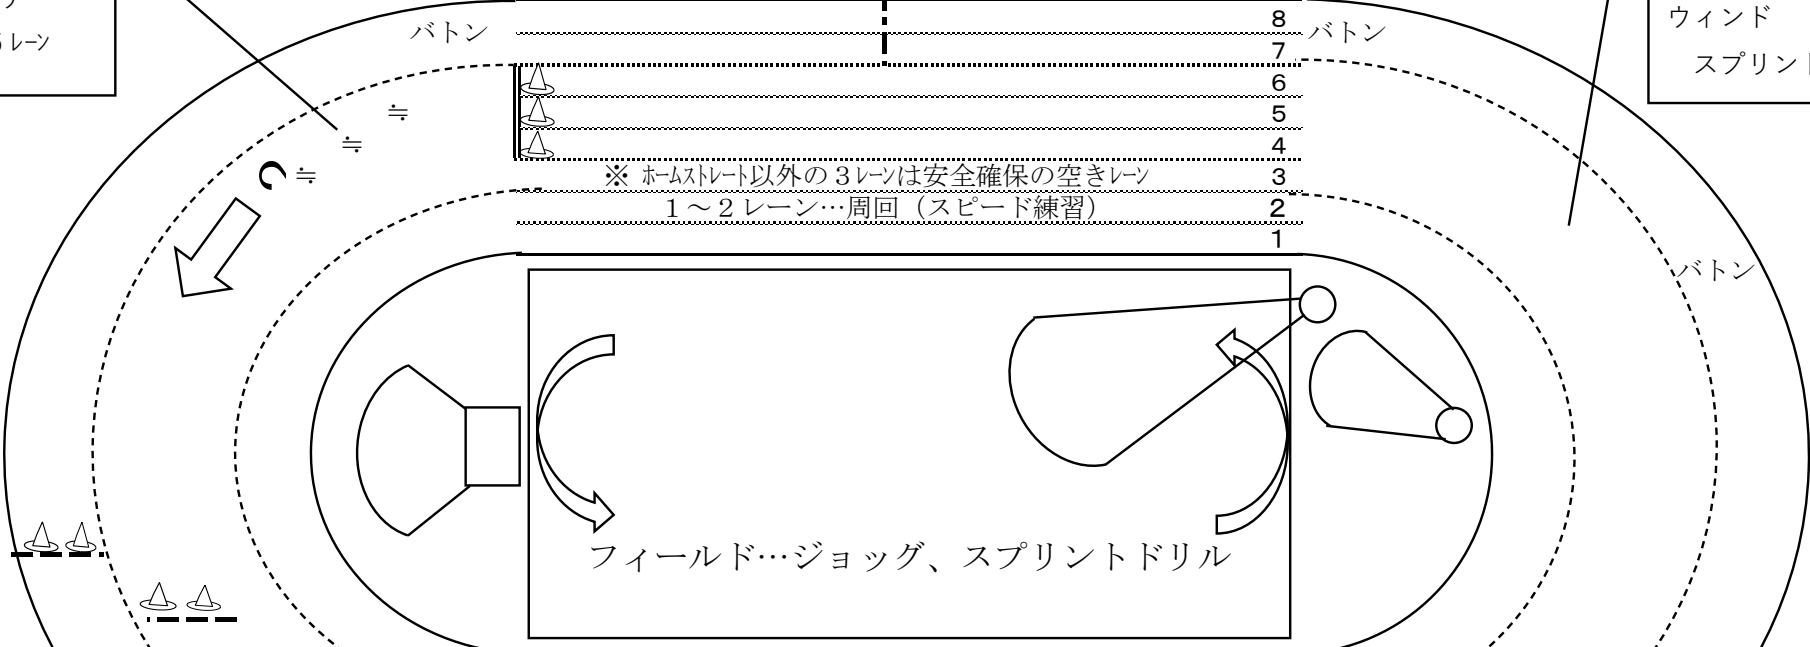 レーン
バトン
8
バトン
ウィンド
7
スプリント
6
5
4
※ ホームストレート以外の３レーンは安全確保の空きレーン
3
１～２レーン…周回（スピード練習）
2
1
バトン
フィールド…ジョッグ、スプリントドリル